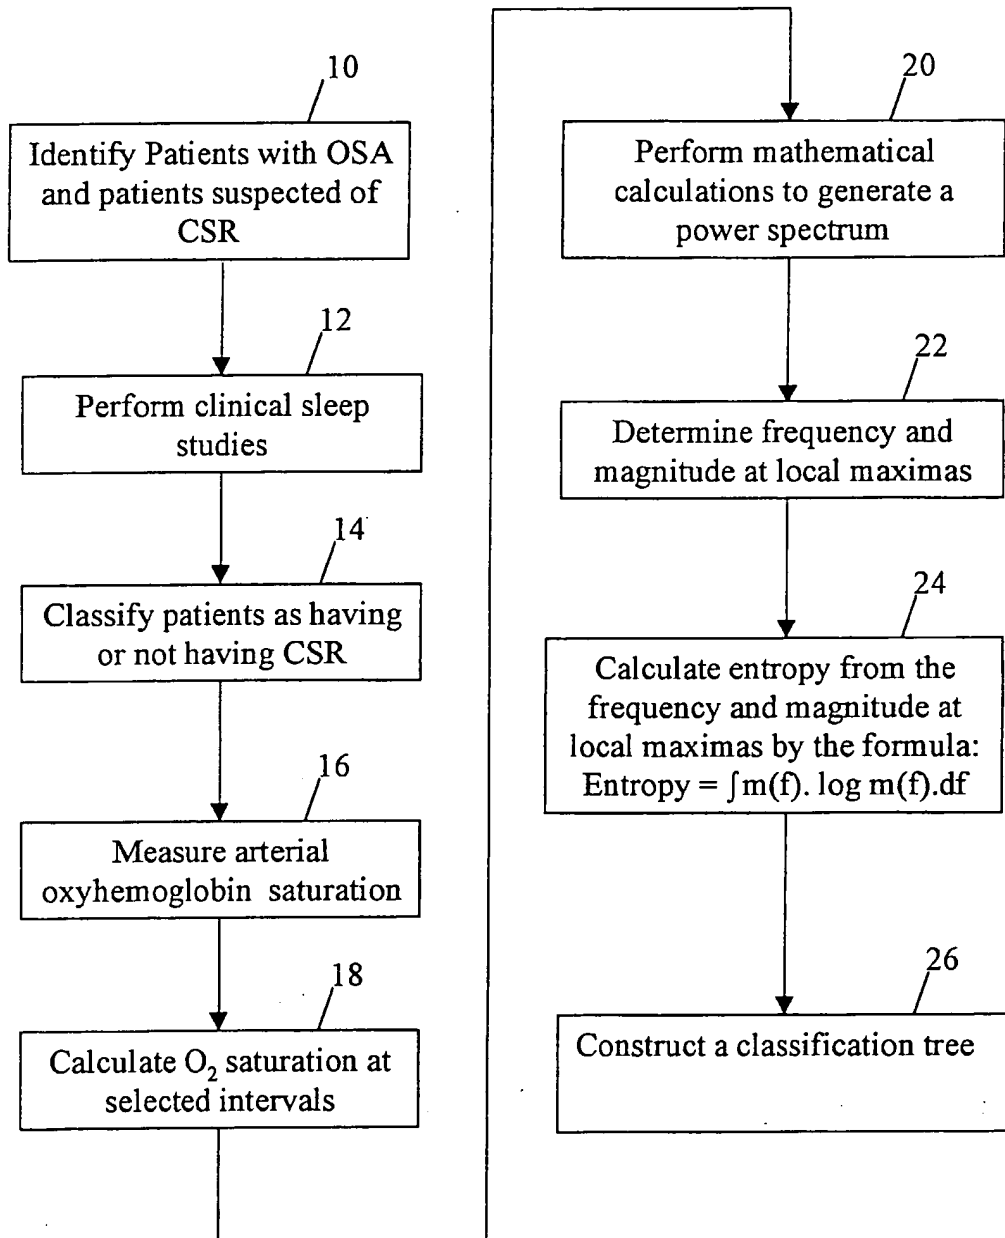 10
Identify Patients with OSA
and patients suspected of
CSR
12
Perform clinical sleep
studies
14
Classify patients as having
or not having CSR
16
Measure arterial
oxyhemoglobin saturation
18
Calculate O₂ saturation at
selected intervals
20
Perform mathematical
calculations to generate a
power spectrum
22
Determine frequency and
magnitude at local maximas
24
Calculate entropy from the
frequency and magnitude at
local maximas by the formula:
Entropy = ∫m(f). log m(f).df
26
Construct a classification tree